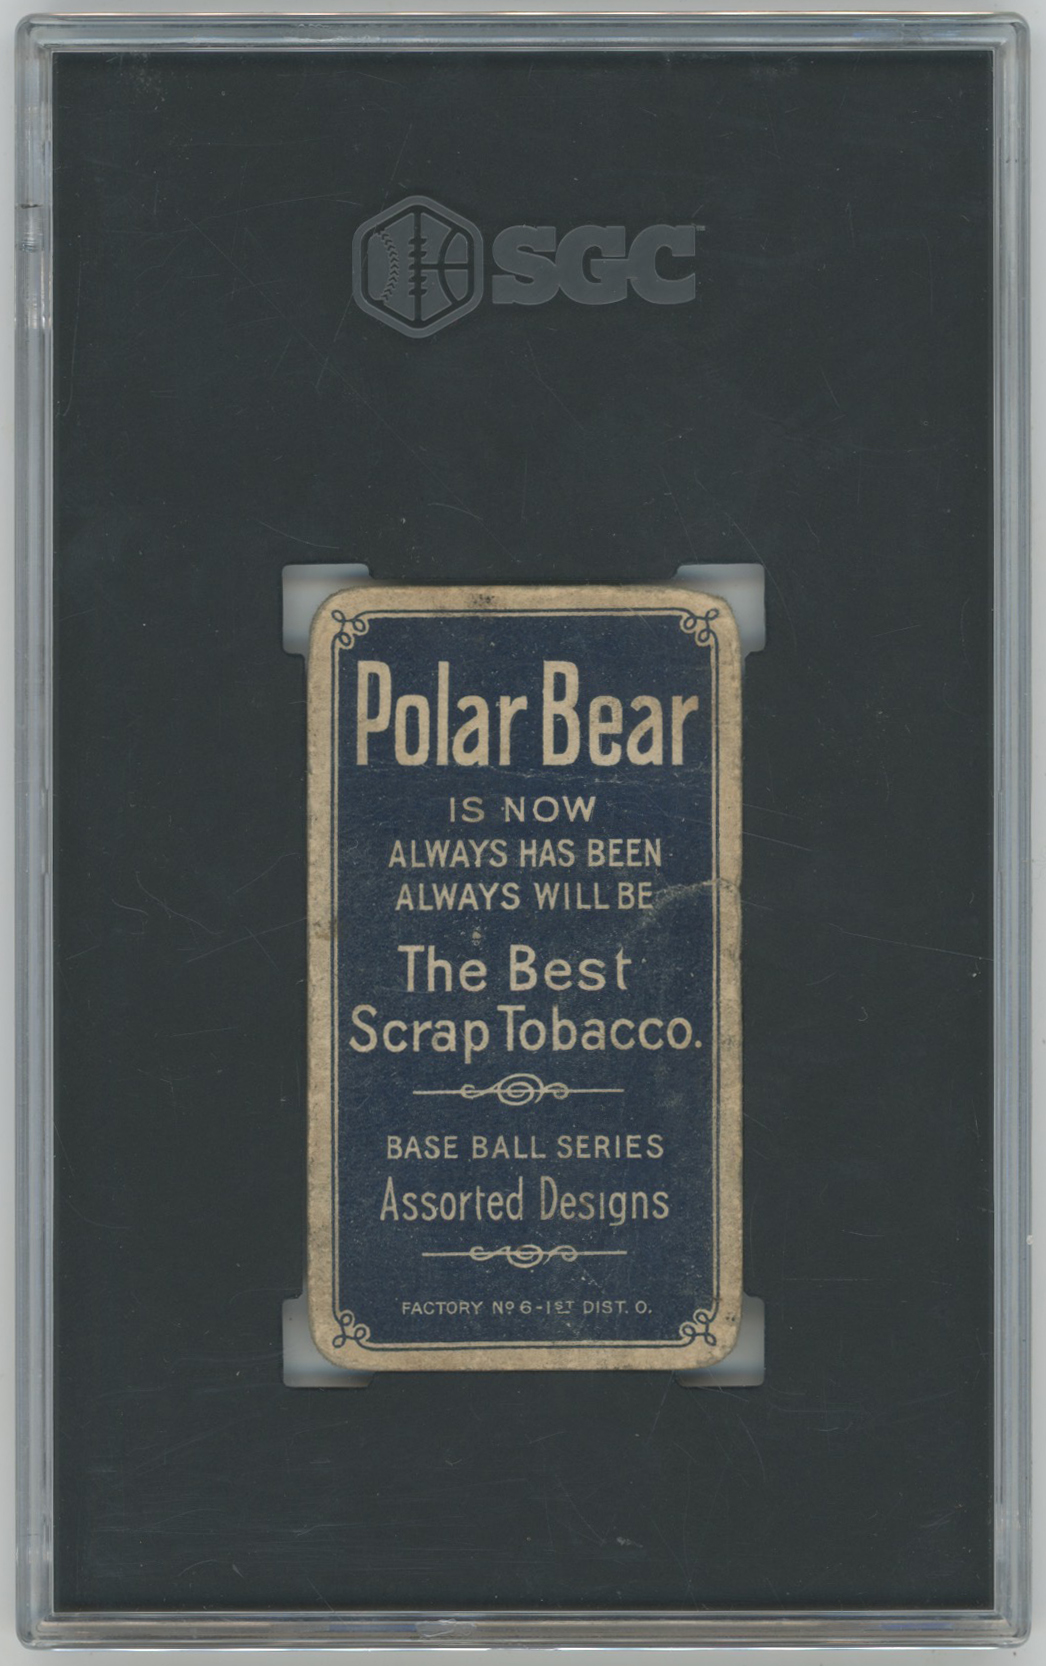 SGC
Polar Bear
IS NOW
ALWAYS HAS BEEN
ALWAYS WILL BE
The Best
Scrap Tobacco.
BASE BALL SERIES
Assorted Designs
FACTORY Nº 6-1ST DIST. O.